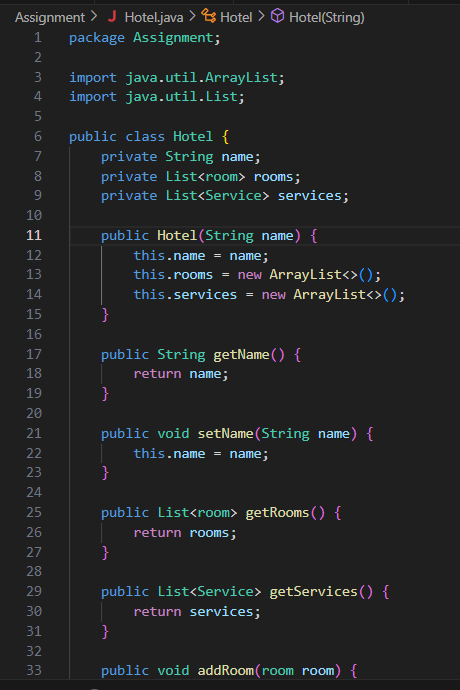 Assignment > J Hotel.java > Hotel > Hotel(String)
1 package Assignment;
2
3 import java.util.ArrayList;
4 import java.util.List;
5
6 public class Hotel {
7     private String name;
8     private List<room> rooms;
9     private List<Service> services;
10
11     public Hotel(String name) {
12         this.name = name;
13         this.rooms = new ArrayList<>();
14         this.services = new ArrayList<>();
15     }
16
17     public String getName() {
18         return name;
19     }
20
21     public void setName(String name) {
22         this.name = name;
23     }
24
25     public List<room> getRooms() {
26         return rooms;
27     }
28
29     public List<Service> getServices() {
30         return services;
31     }
32
33     public void addRoom(room room) {